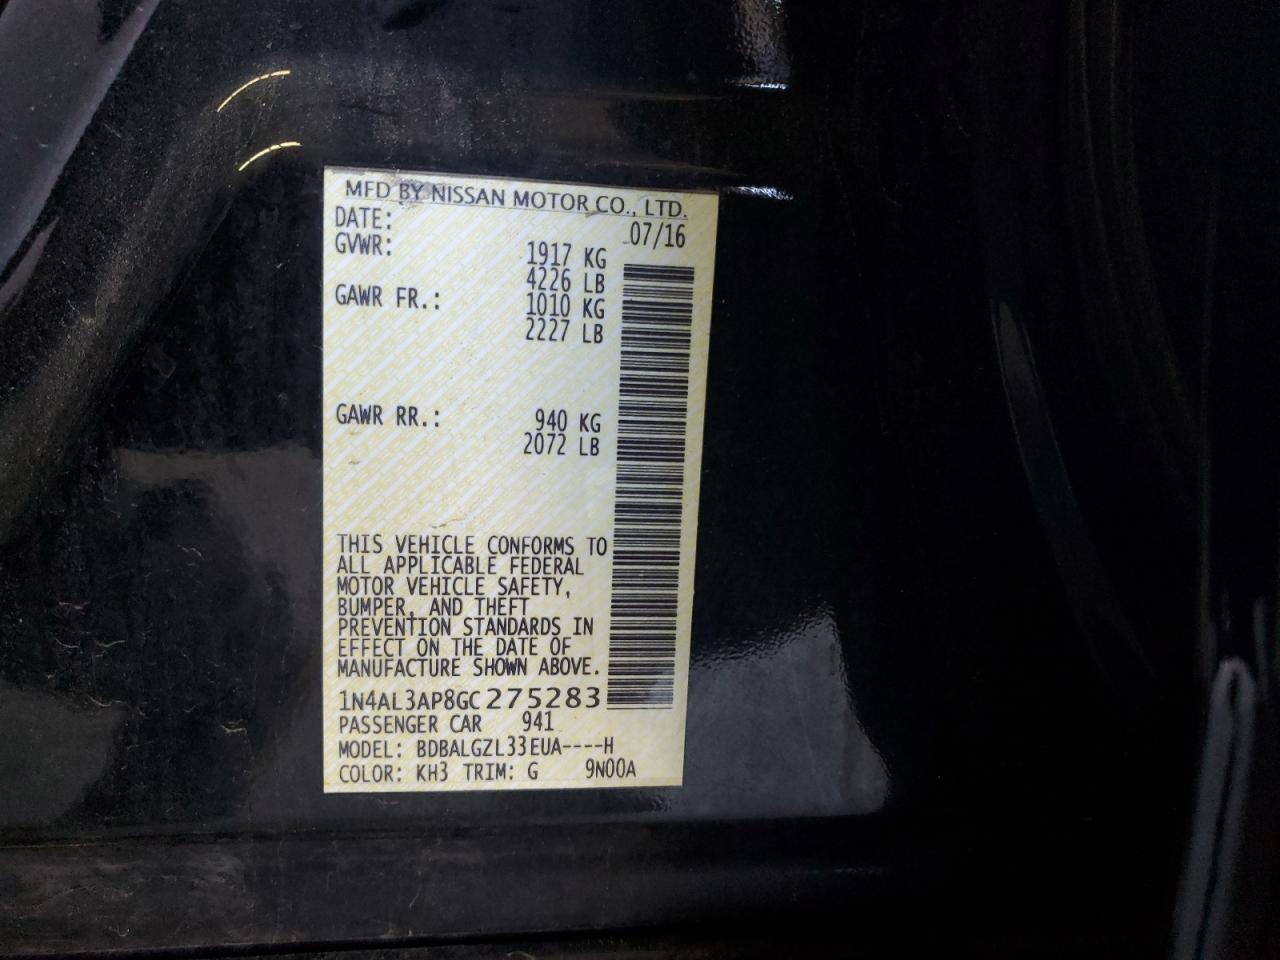 MFD BY NISSAN MOTOR CO., LTD.
DATE: 07/16
GVWR: 1917 KG
4226 LB
GAWR FR.: 1010 KG
2227 LB
GAWR RR.: 940 KG
2072 LB
THIS VEHICLE CONFORMS TO
ALL APPLICABLE FEDERAL
MOTOR VEHICLE SAFETY,
BUMPER, AND THEFT
PREVENTION STANDARDS IN
EFFECT ON THE DATE OF
MANUFACTURE SHOWN ABOVE.
1N4AL3AP8GC275283
PASSENGER CAR 941
MODEL: BDBALGZL33EUA----H
COLOR: KH3 TRIM: G 9N00A